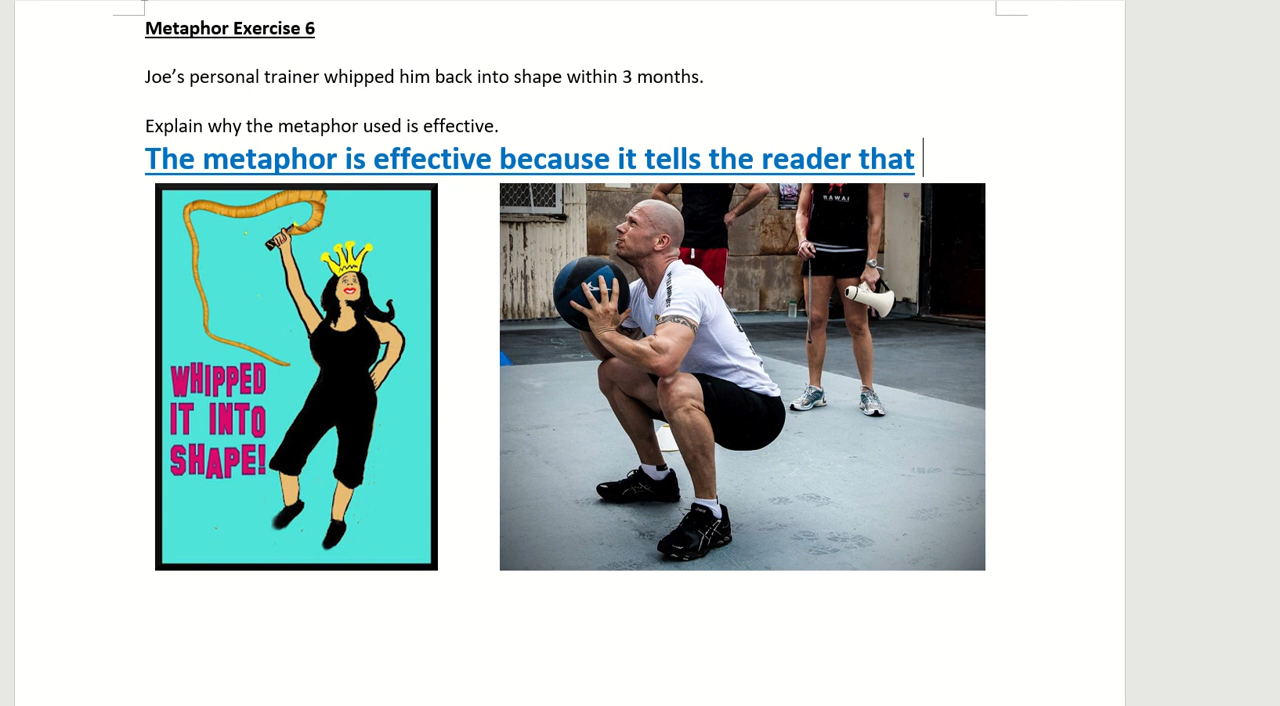 Metaphor Exercise 6
Joe’s personal trainer whipped him back into shape within 3 months.
Explain why the metaphor used is effective.
The metaphor is effective because it tells the reader that
WHIPPED
IT INTO
SHAPE!